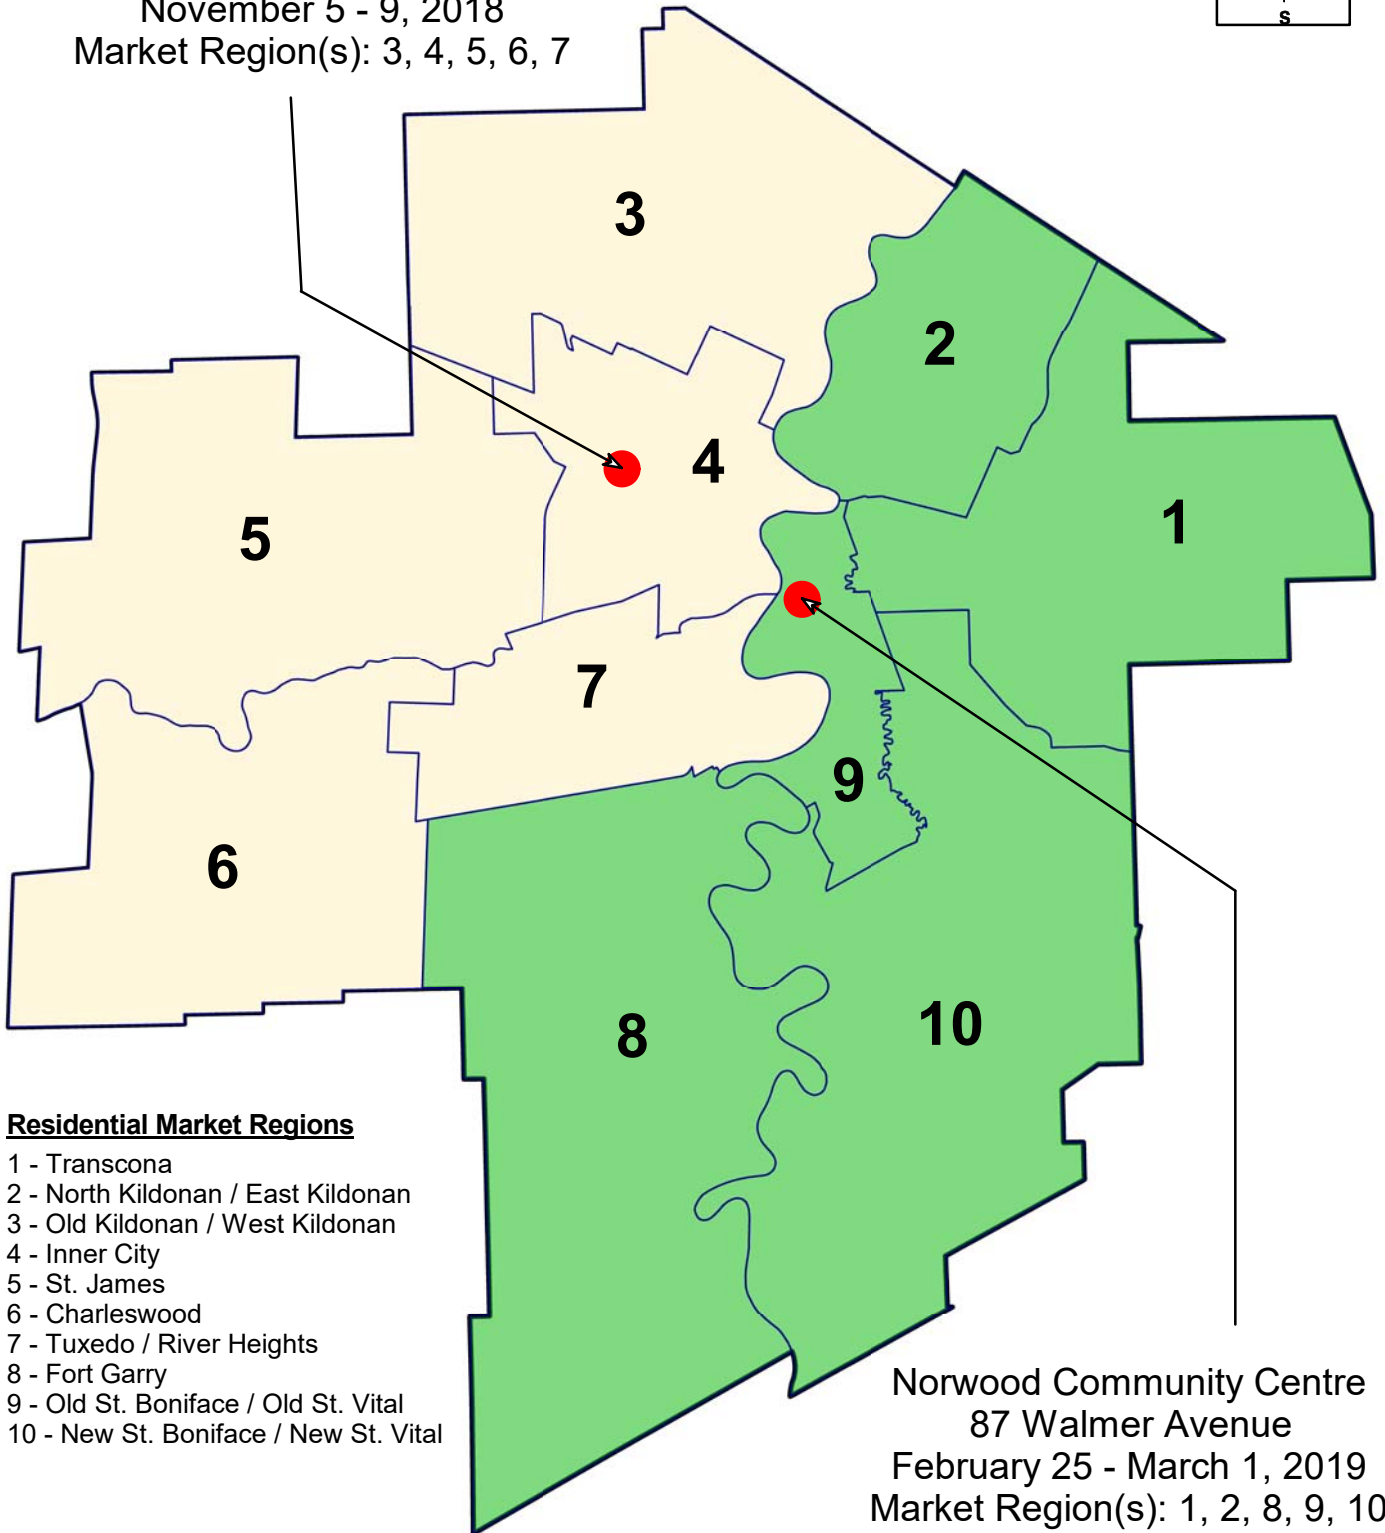 November 5 - 9, 2018
Market Region(s): 3, 4, 5, 6, 7
S
3
2
4
1
5
7
9
6
8
10
Residential Market Regions
1 - Transcona
2 - North Kildonan / East Kildonan
3 - Old Kildonan / West Kildonan
4 - Inner City
5 - St. James
6 - Charleswood
7 - Tuxedo / River Heights
8 - Fort Garry
9 - Old St. Boniface / Old St. Vital
10 - New St. Boniface / New St. Vital
Norwood Community Centre
87 Walmer Avenue
February 25 - March 1, 2019
Market Region(s): 1, 2, 8, 9, 10